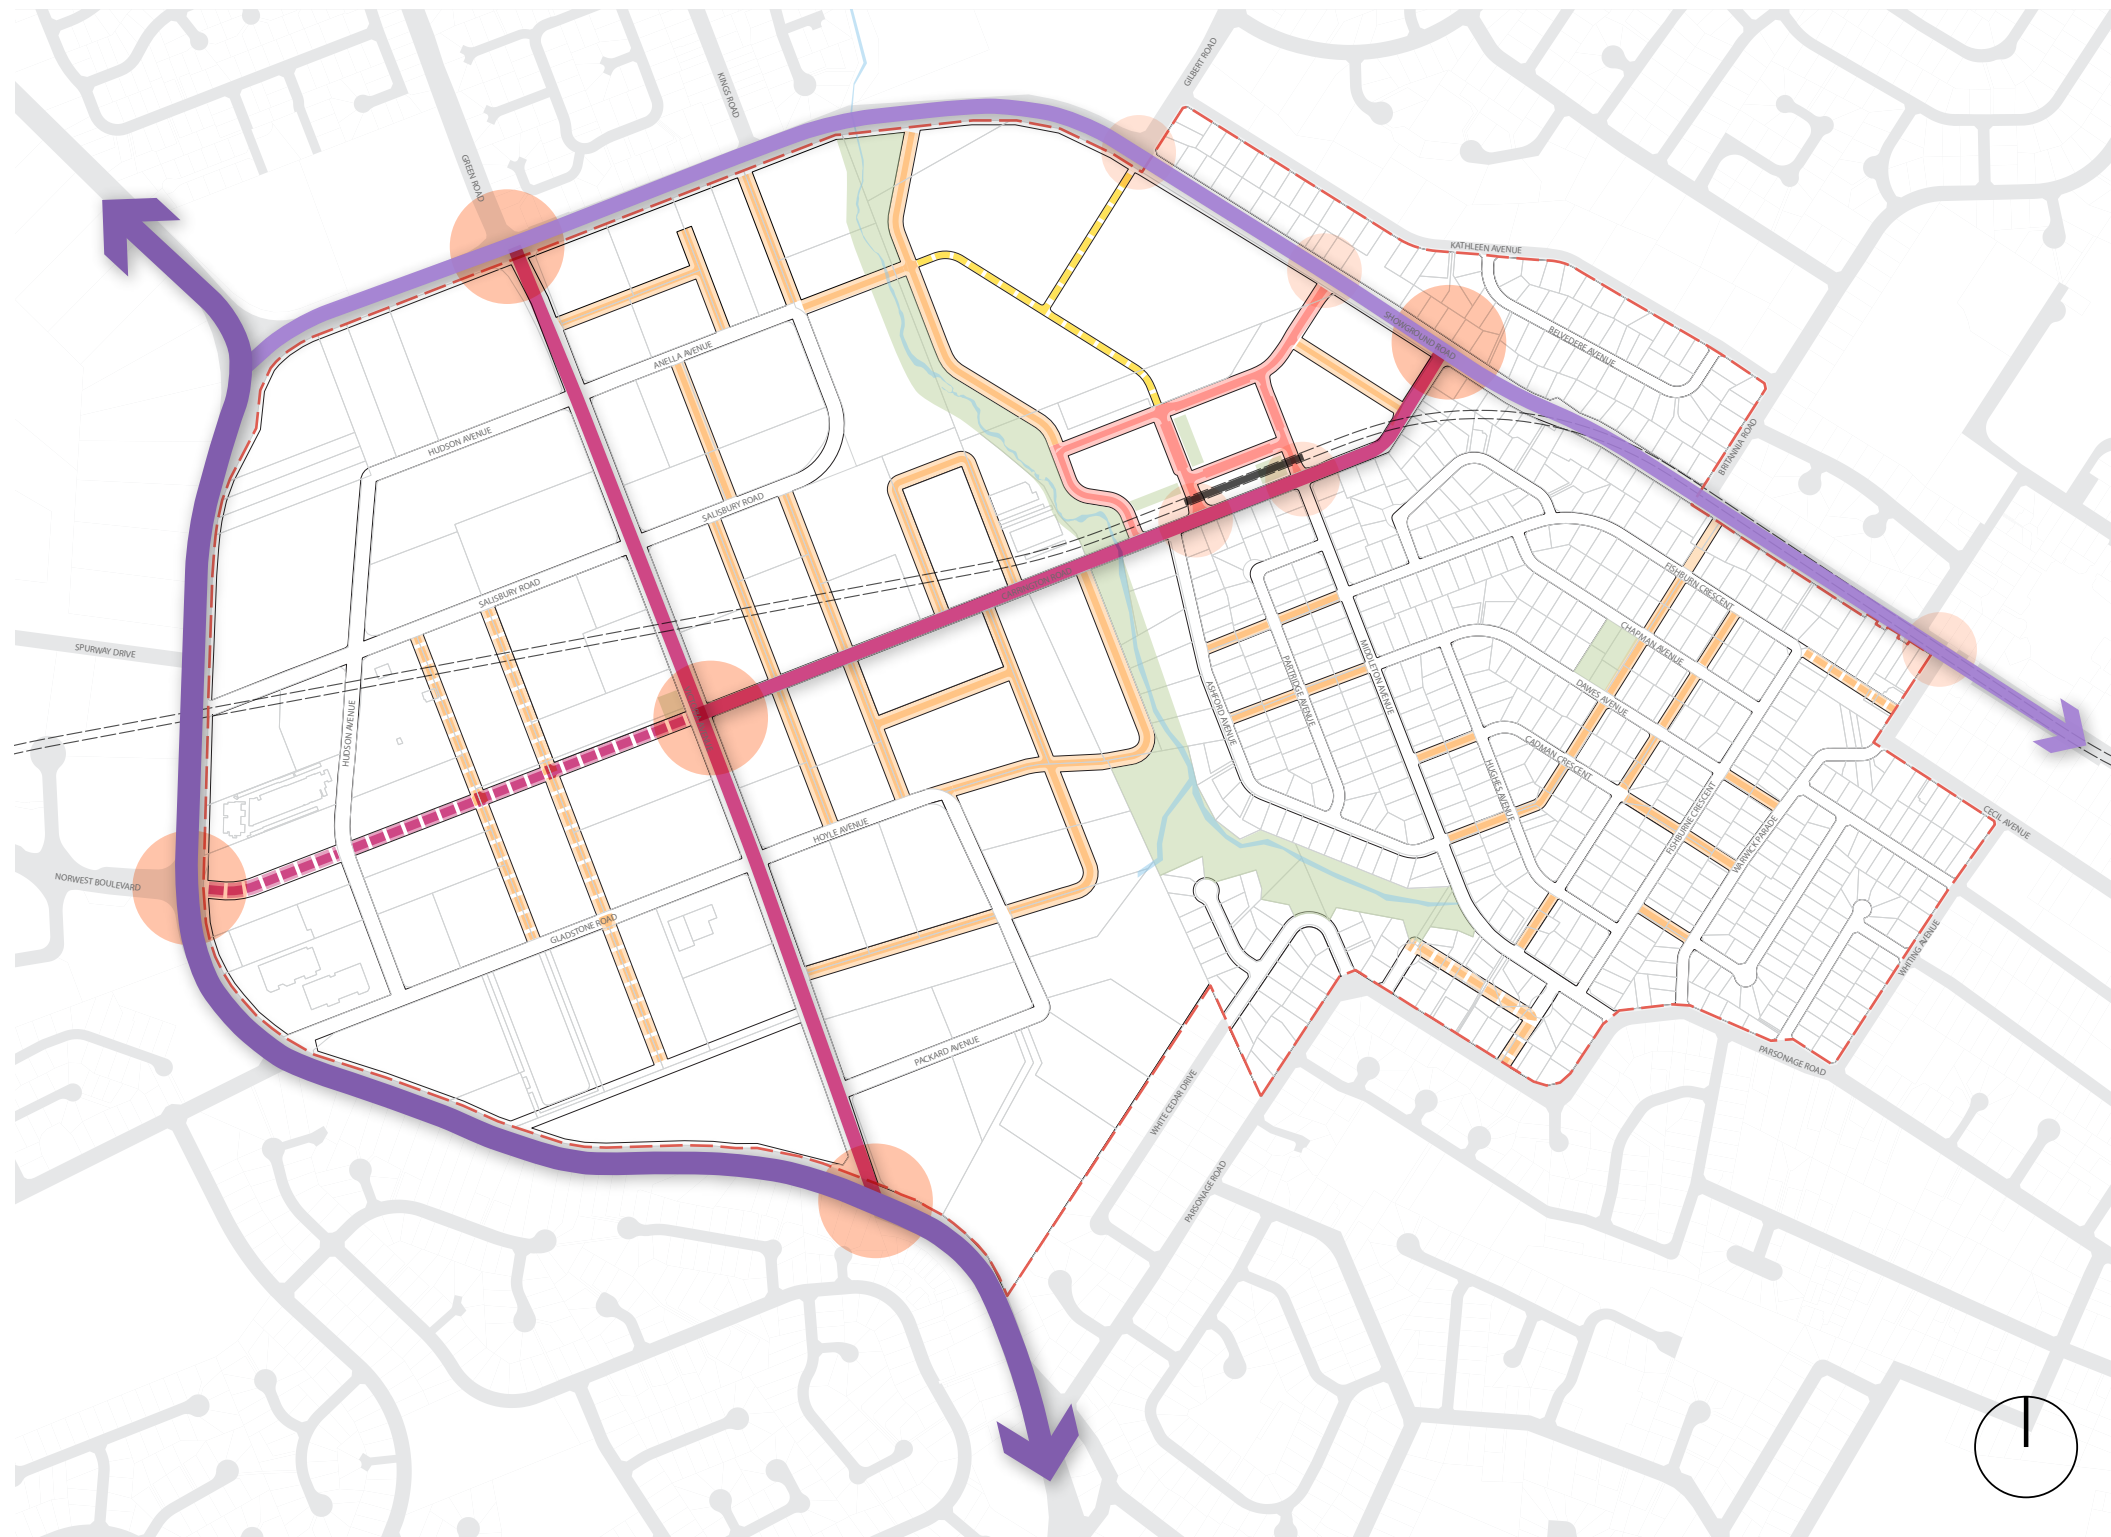 GILBERT ROAD
KINGS ROAD
GREEN ROAD
KATHLEEN AVENUE
SHOWGROUND ROAD
BELVEDERE AVENUE
ANELLA AVENUE
HUDSON AVENUE
BRITANNIA ROAD
SALISBURY ROAD
SALISBURY ROAD
CARRINGTON ROAD
FISHBURN CRESCENT
CHAPMAN AVENUE
SPURWAY DRIVE
MIDDLETON AVENUE
PARTRIDGE AVENUE
ASHFORD AVENUE
DAWES AVENUE
HUDSON AVENUE
CADMAN CRESCENT
HUGHES AVENUE
FISHBURNE CRESCENT
WARWICK PARADE
CECIL AVENUE
HOYLE AVENUE
NORWEST BOULEVARD
GLADSTONE ROAD
WHITING AVENUE
PACKARD AVENUE
PARSONAGE ROAD
WHITE CEDAR DRIVE
PARSONAGE ROAD